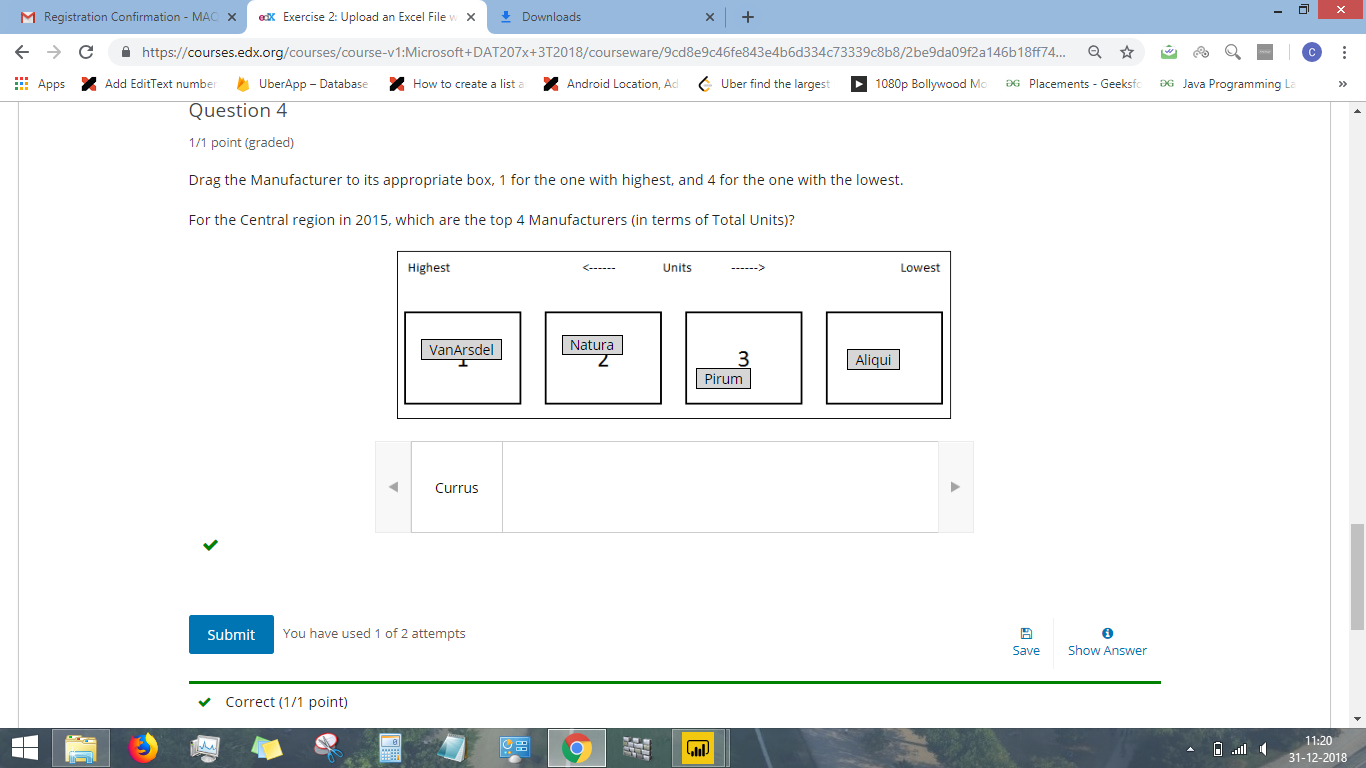 Registration Confirmation - MAC
edX Exercise 2: Upload an Excel File w
Downloads
https://courses.edx.org/courses/course-v1:Microsoft+DAT207x+3T2018/courseware/9cd8e9c46fe843e4b6d334c73339c8b8/2be9da09f2a146b18ff74...
C
Apps
Add EditText number
UberApp – Database
How to create a list a
Android Location, Ad
Uber find the largest
1080p Bollywood Mo
Placements - Geeksfo
Java Programming La
»
Question 4
1/1 point (graded)
Drag the Manufacturer to its appropriate box, 1 for the one with highest, and 4 for the one with the lowest.
For the Central region in 2015, which are the top 4 Manufacturers (in terms of Total Units)?
Highest <------ Units ------> Lowest
VanArsdel
1
Natura
2
3
Pirum
Aliqui
Currus
Submit
You have used 1 of 2 attempts
Save
Show Answer
Correct (1/1 point)
11:20
31-12-2018